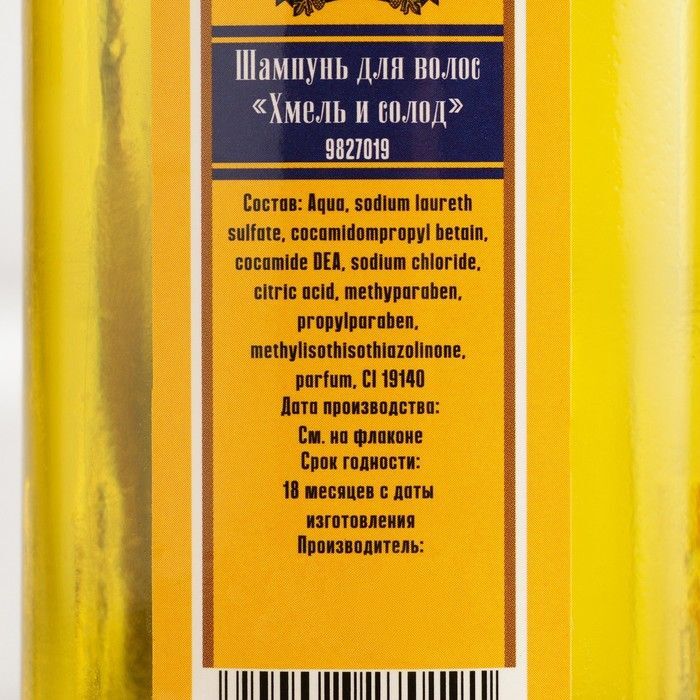 Шампунь для волос
«Хмель и солод»
9827019
Состав: Aqua, sodium laureth
sulfate, cocamidompropyl betain,
cocamide DEA, sodium chloride,
citric acid, methyparaben,
propylparaben,
methylisothisothiazolinone,
parfum, CI 19140
Дата производства:
См. на флаконе
Срок годности:
18 месяцев с даты
изготовления
Производитель: